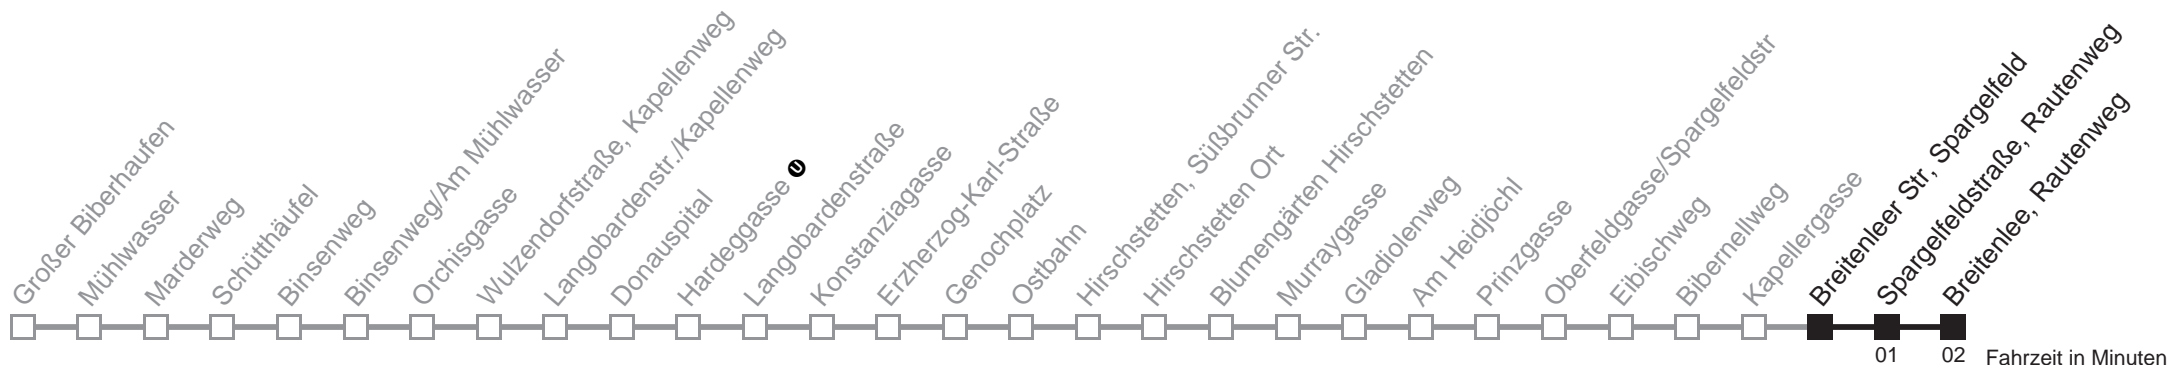 Großer Biberhaufen
Mühlwasser
Marderweg
Schütthäufel
Binsenweg
Binsenweg/Am Mühlwasser
Orchisgasse
Wulzendorfstraße, Kapellenweg
Langobardenstr./Kapellenweg
Donauspital
Hardeggasse U
Langobardenstraße
Konstanziagasse
Erzherzog-Karl-Straße
Genochplatz
Ostbahn
Hirschstetten, Süßbrunner Str.
Hirschstetten Ort
Blumengärten Hirschstetten
Murraygasse
Gladiolenweg
Am Heidjöchl
Prinzgasse
Oberfeldgasse/Spargelfeldstr
Eibischweg
Bibernellweg
Kapellergasse
Breitenleer Str, Spargelfeld
Spargelfeldstraße, Rautenweg
Breitenlee, Rautenweg
01 02 Fahrzeit in Minuten